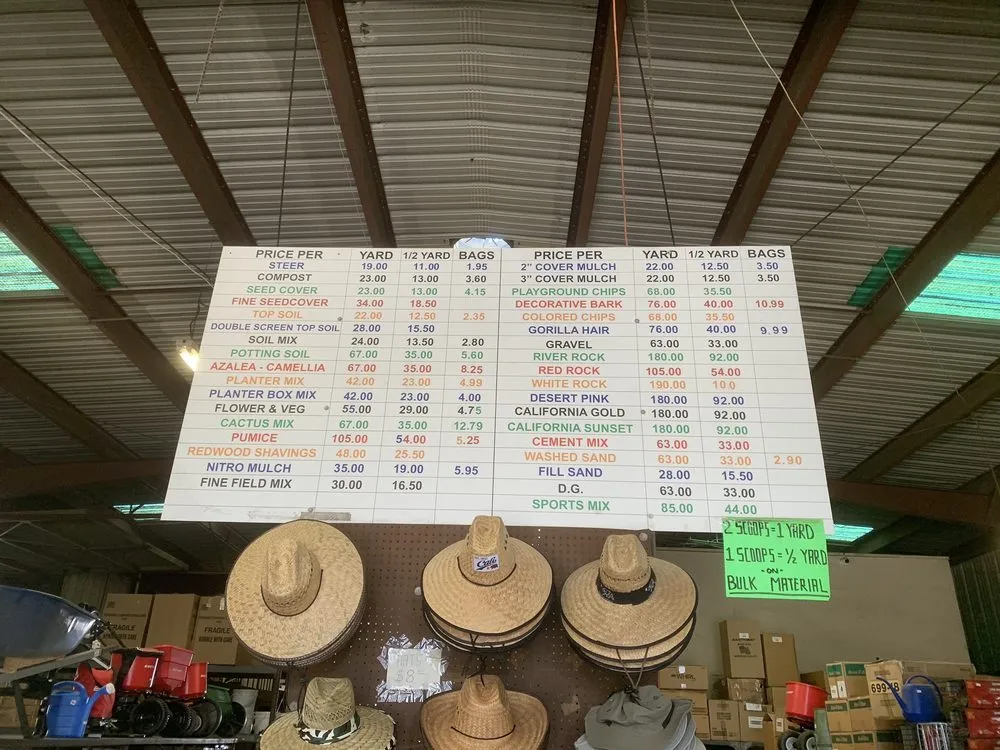 PRICE PER YARD 1/2 YARD BAGS
STEER 19.00 11.00 1.95
COMPOST 23.00 13.00 3.60
SEED COVER 23.00 13.00 4.15
FINE SEEDCOVER 34.00 18.50
TOP SOIL 22.00 12.50 2.35
DOUBLE SCREEN TOP SOIL 28.00 15.50
SOIL MIX 24.00 13.50 2.80
POTTING SOIL 67.00 35.00 5.60
AZALEA - CAMELLIA 67.00 35.00 8.25
PLANTER MIX 42.00 23.00 4.99
PLANTER BOX MIX 42.00 23.00 4.00
FLOWER & VEG 55.00 29.00 4.75
CACTUS MIX 67.00 35.00 12.79
PUMICE 105.00 54.00 5.25
REDWOOD SHAVINGS 48.00 25.50
NITRO MULCH 35.00 19.00 5.95
FINE FIELD MIX 30.00 16.50
PRICE PER YARD 1/2 YARD BAGS
2" COVER MULCH 22.00 12.50 3.50
3" COVER MULCH 22.00 12.50 3.50
PLAYGROUND CHIPS 68.00 35.50
DECORATIVE BARK 76.00 40.00 10.99
COLORED CHIPS 68.00 35.50
GORILLA HAIR 76.00 40.00 9.99
GRAVEL 63.00 33.00
RIVER ROCK 180.00 92.00
RED ROCK 105.00 54.00
WHITE ROCK 190.00 10.0
DESERT PINK 180.00 92.00
CALIFORNIA GOLD 180.00 92.00
CALIFORNIA SUNSET 180.00 92.00
CEMENT MIX 63.00 33.00
WASHED SAND 63.00 33.00 2.90
FILL SAND 28.00 15.50
D.G. 63.00 33.00
SPORTS MIX 85.00 44.00
2 SCOOPS=1 YARD
1 SCOOPS=½ YARD
-ON-
BULK MATERIAL
HATS
$8
FRAGILE
FRAGILE